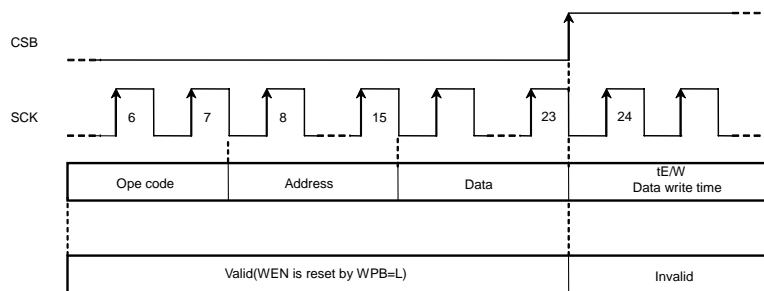 CSB
SCK
6 7 8 15 23 24
Ope code Address Data tE/W
Data write time
Valid(WEN is reset by WPB=L) Invalid